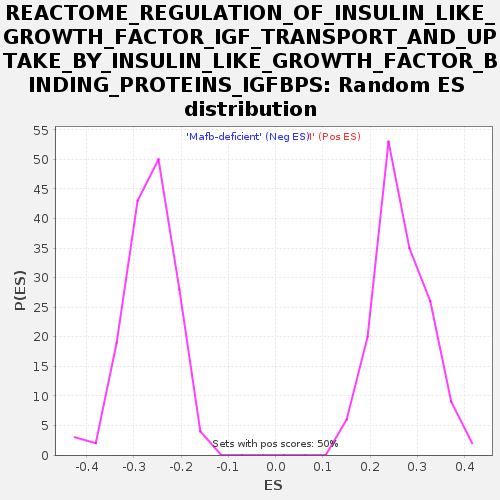 REACTOME_REGULATION_OF_INSULIN_LIKE_
GROWTH_FACTOR_IGF_TRANSPORT_AND_UP
TAKE_BY_INSULIN_LIKE_GROWTH_FACTOR_B
INDING_PROTEINS_IGFBPS: Random ES
distribution
'Mafb-deficient' (Neg ES) (Pos ES)
55
50
45
40
35
30
25
20
15
10
5
0
P(ES)
Sets with pos scores: 50%
-0.4 -0.3 -0.2 -0.1 0.0 0.1 0.2 0.3 0.4
ES